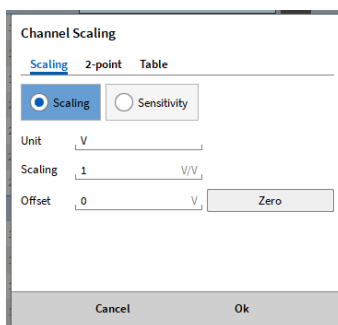 Channel Scaling
Scaling 2-point Table
Scaling Sensitivity
Unit V
Scaling 1 V/V
Offset 0 V Zero
Cancel Ok